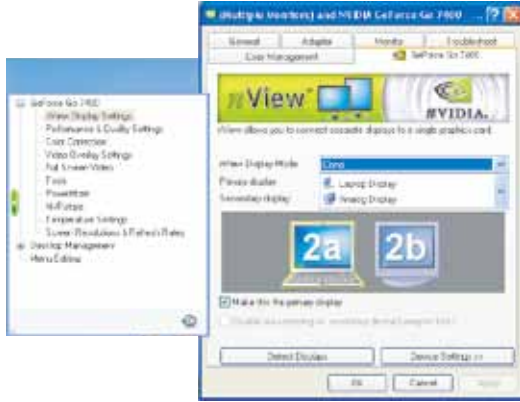 (Multiple Monitors) and NVIDIA GeForce Go 7400
General
Adapter
Monitor
Troubleshoot
Color Management
GeForce Go 7400
nView
NVIDIA.
nView allows you to connect separate displays to a single graphics card.
nView Display Mode
Clone
Primary display
Laptop Display
Secondary display
Analog Display
2a
2b
Make this the primary display
Detect Displays
Device Settings >>
OK
Cancel
Apply
GeForce Go 7400
nView Display Settings
Performance & Quality Settings
Color Correction
Video Overlay Settings
Full Screen Video
Tools
PowerMizer
NVRotate
Temperature Settings
Screen Resolutions & Refresh Rates
Desktop Management
Menu Editing